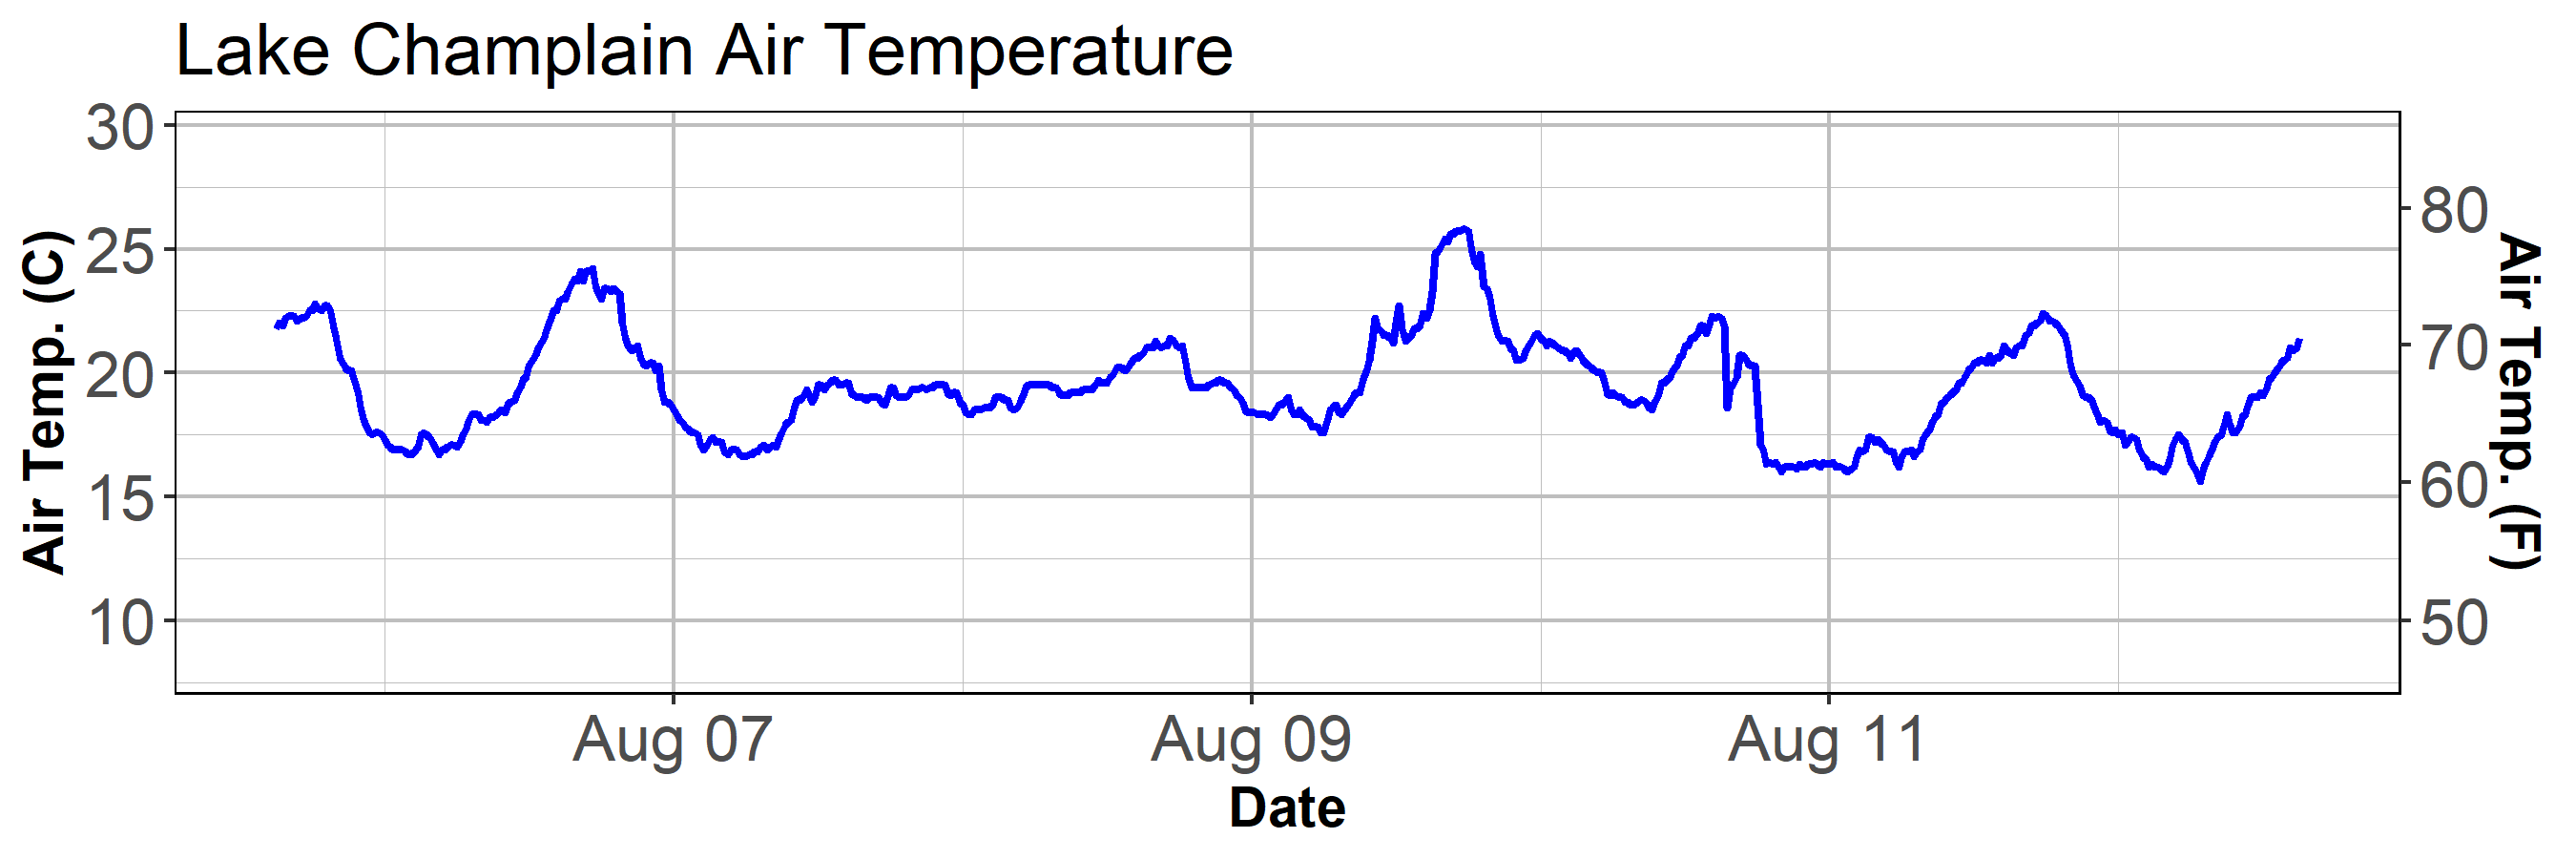 Lake Champlain Air Temperature
30
25
20
15
10
Air Temp. (C)
80
70
60
50
Air Temp. (F)
Aug 07
Aug 09
Aug 11
Date